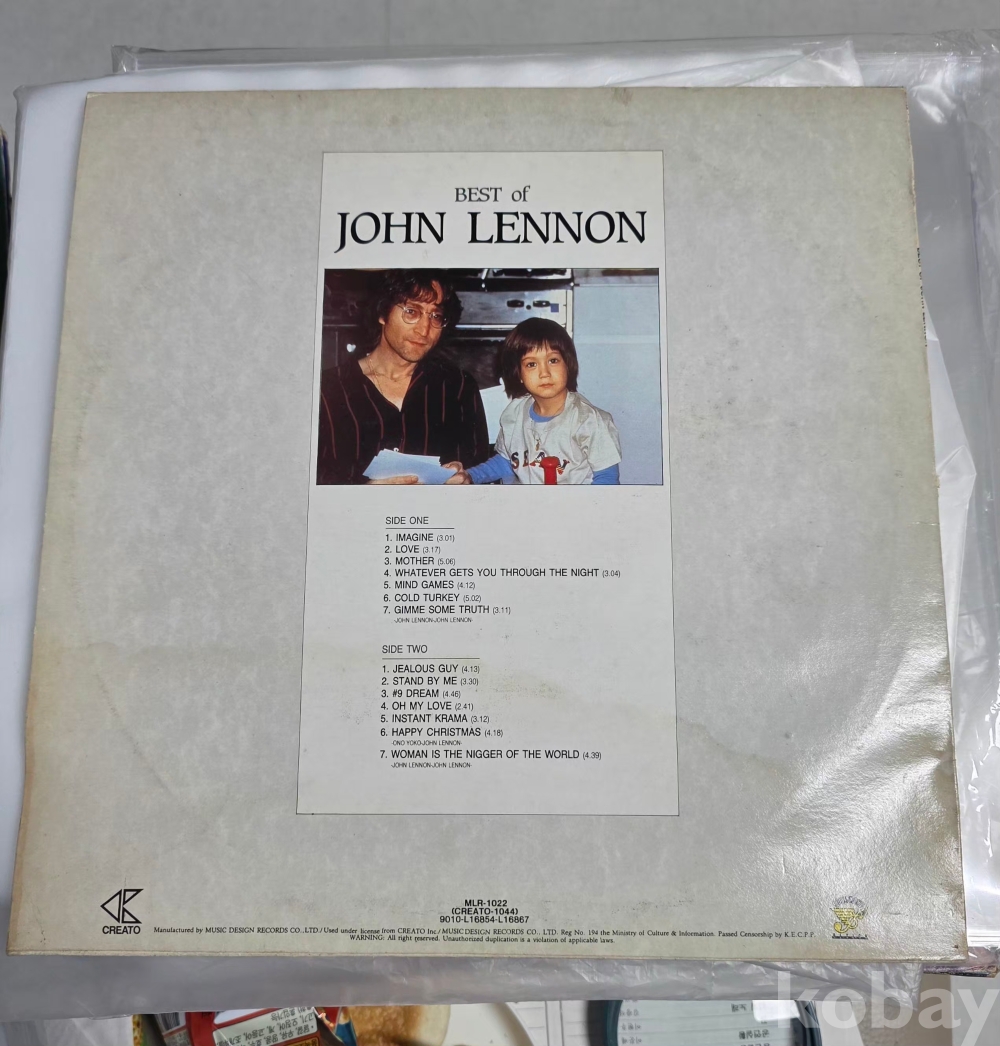 BEST of
JOHN LENNON
SIDE ONE
1. IMAGINE (3.01)
2. LOVE (3.17)
3. MOTHER (5.06)
4. WHATEVER GETS YOU THROUGH THE NIGHT (3.04)
5. MIND GAMES (4.12)
6. COLD TURKEY (5.02)
7. GIMME SOME TRUTH (3.11)
-JOHN LENNON-JOHN LENNON-
SIDE TWO
1. JEALOUS GUY (4.13)
2. STAND BY ME (3.30)
3. #9 DREAM (4.46)
4. OH MY LOVE (2.41)
5. INSTANT KRAMA (3.12)
6. HAPPY CHRISTMAS (4.18)
-ONO YOKO-JOHN LENNON-
7. WOMAN IS THE NIGGER OF THE WORLD (4.39)
-JOHN LENNON-JOHN LENNON-
MLR-1022
(CREATO-1044)
9010-L16854-L16867
CREATO
Manufactured by MUSIC DESIGN RECORDS CO.,LTD./Used under license from CREATO Inc/MUSIC DESIGN RECORDS CO., LTD. Reg No. 194 the Ministry of Culture & Information. Passed Censorship by K.E.C.P.F.
WARNING: All right reserved. Unauthorized duplication is a violation of applicable laws.
kobay